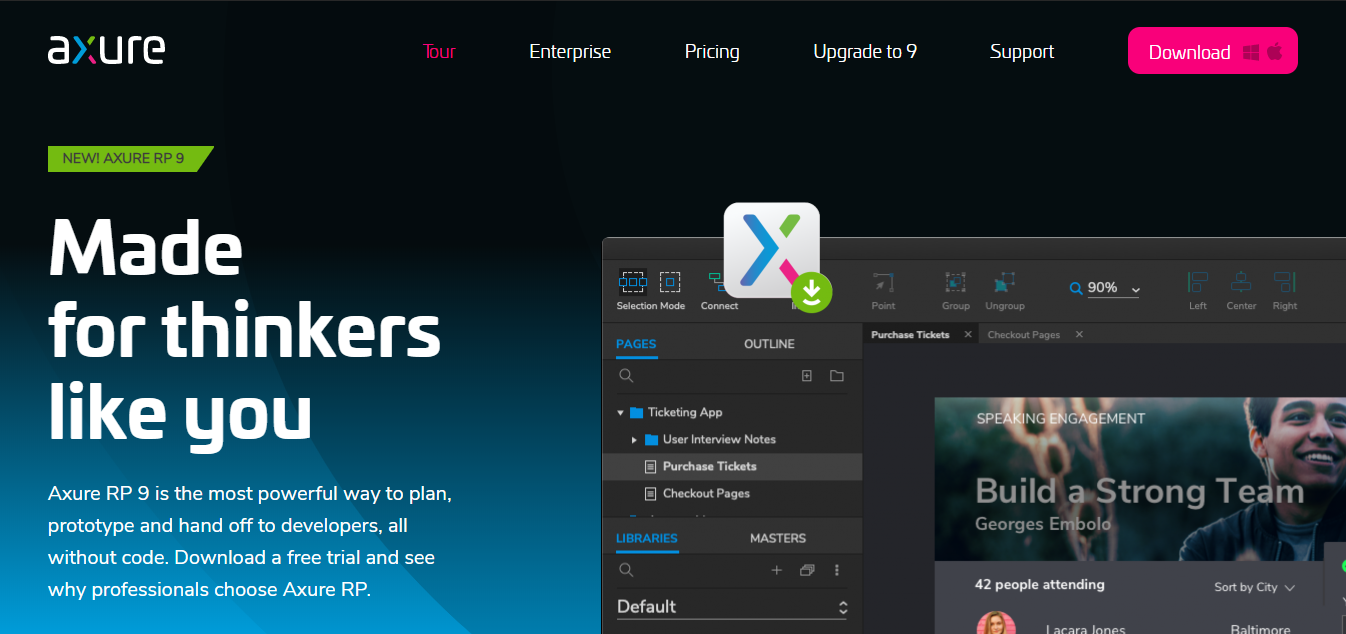 axure
Tour
Enterprise
Pricing
Upgrade to 9
Support
Download
NEW! AXURE RP 9
Made
for thinkers
like you
Axure RP 9 is the most powerful way to plan,
prototype and hand off to developers, all
without code. Download a free trial and see
why professionals choose Axure RP.
Selection Mode
Connect
Point
Group
Ungroup
90%
Left
Center
Right
PAGES
OUTLINE
Purchase Tickets
Checkout Pages
Ticketing App
User Interview Notes
Purchase Tickets
Checkout Pages
LIBRARIES
MASTERS
Default
SPEAKING ENGAGEMENT
Build a Strong Team
Georges Embolo
42 people attending
Sort by City
Lacara Jones
Baltimore